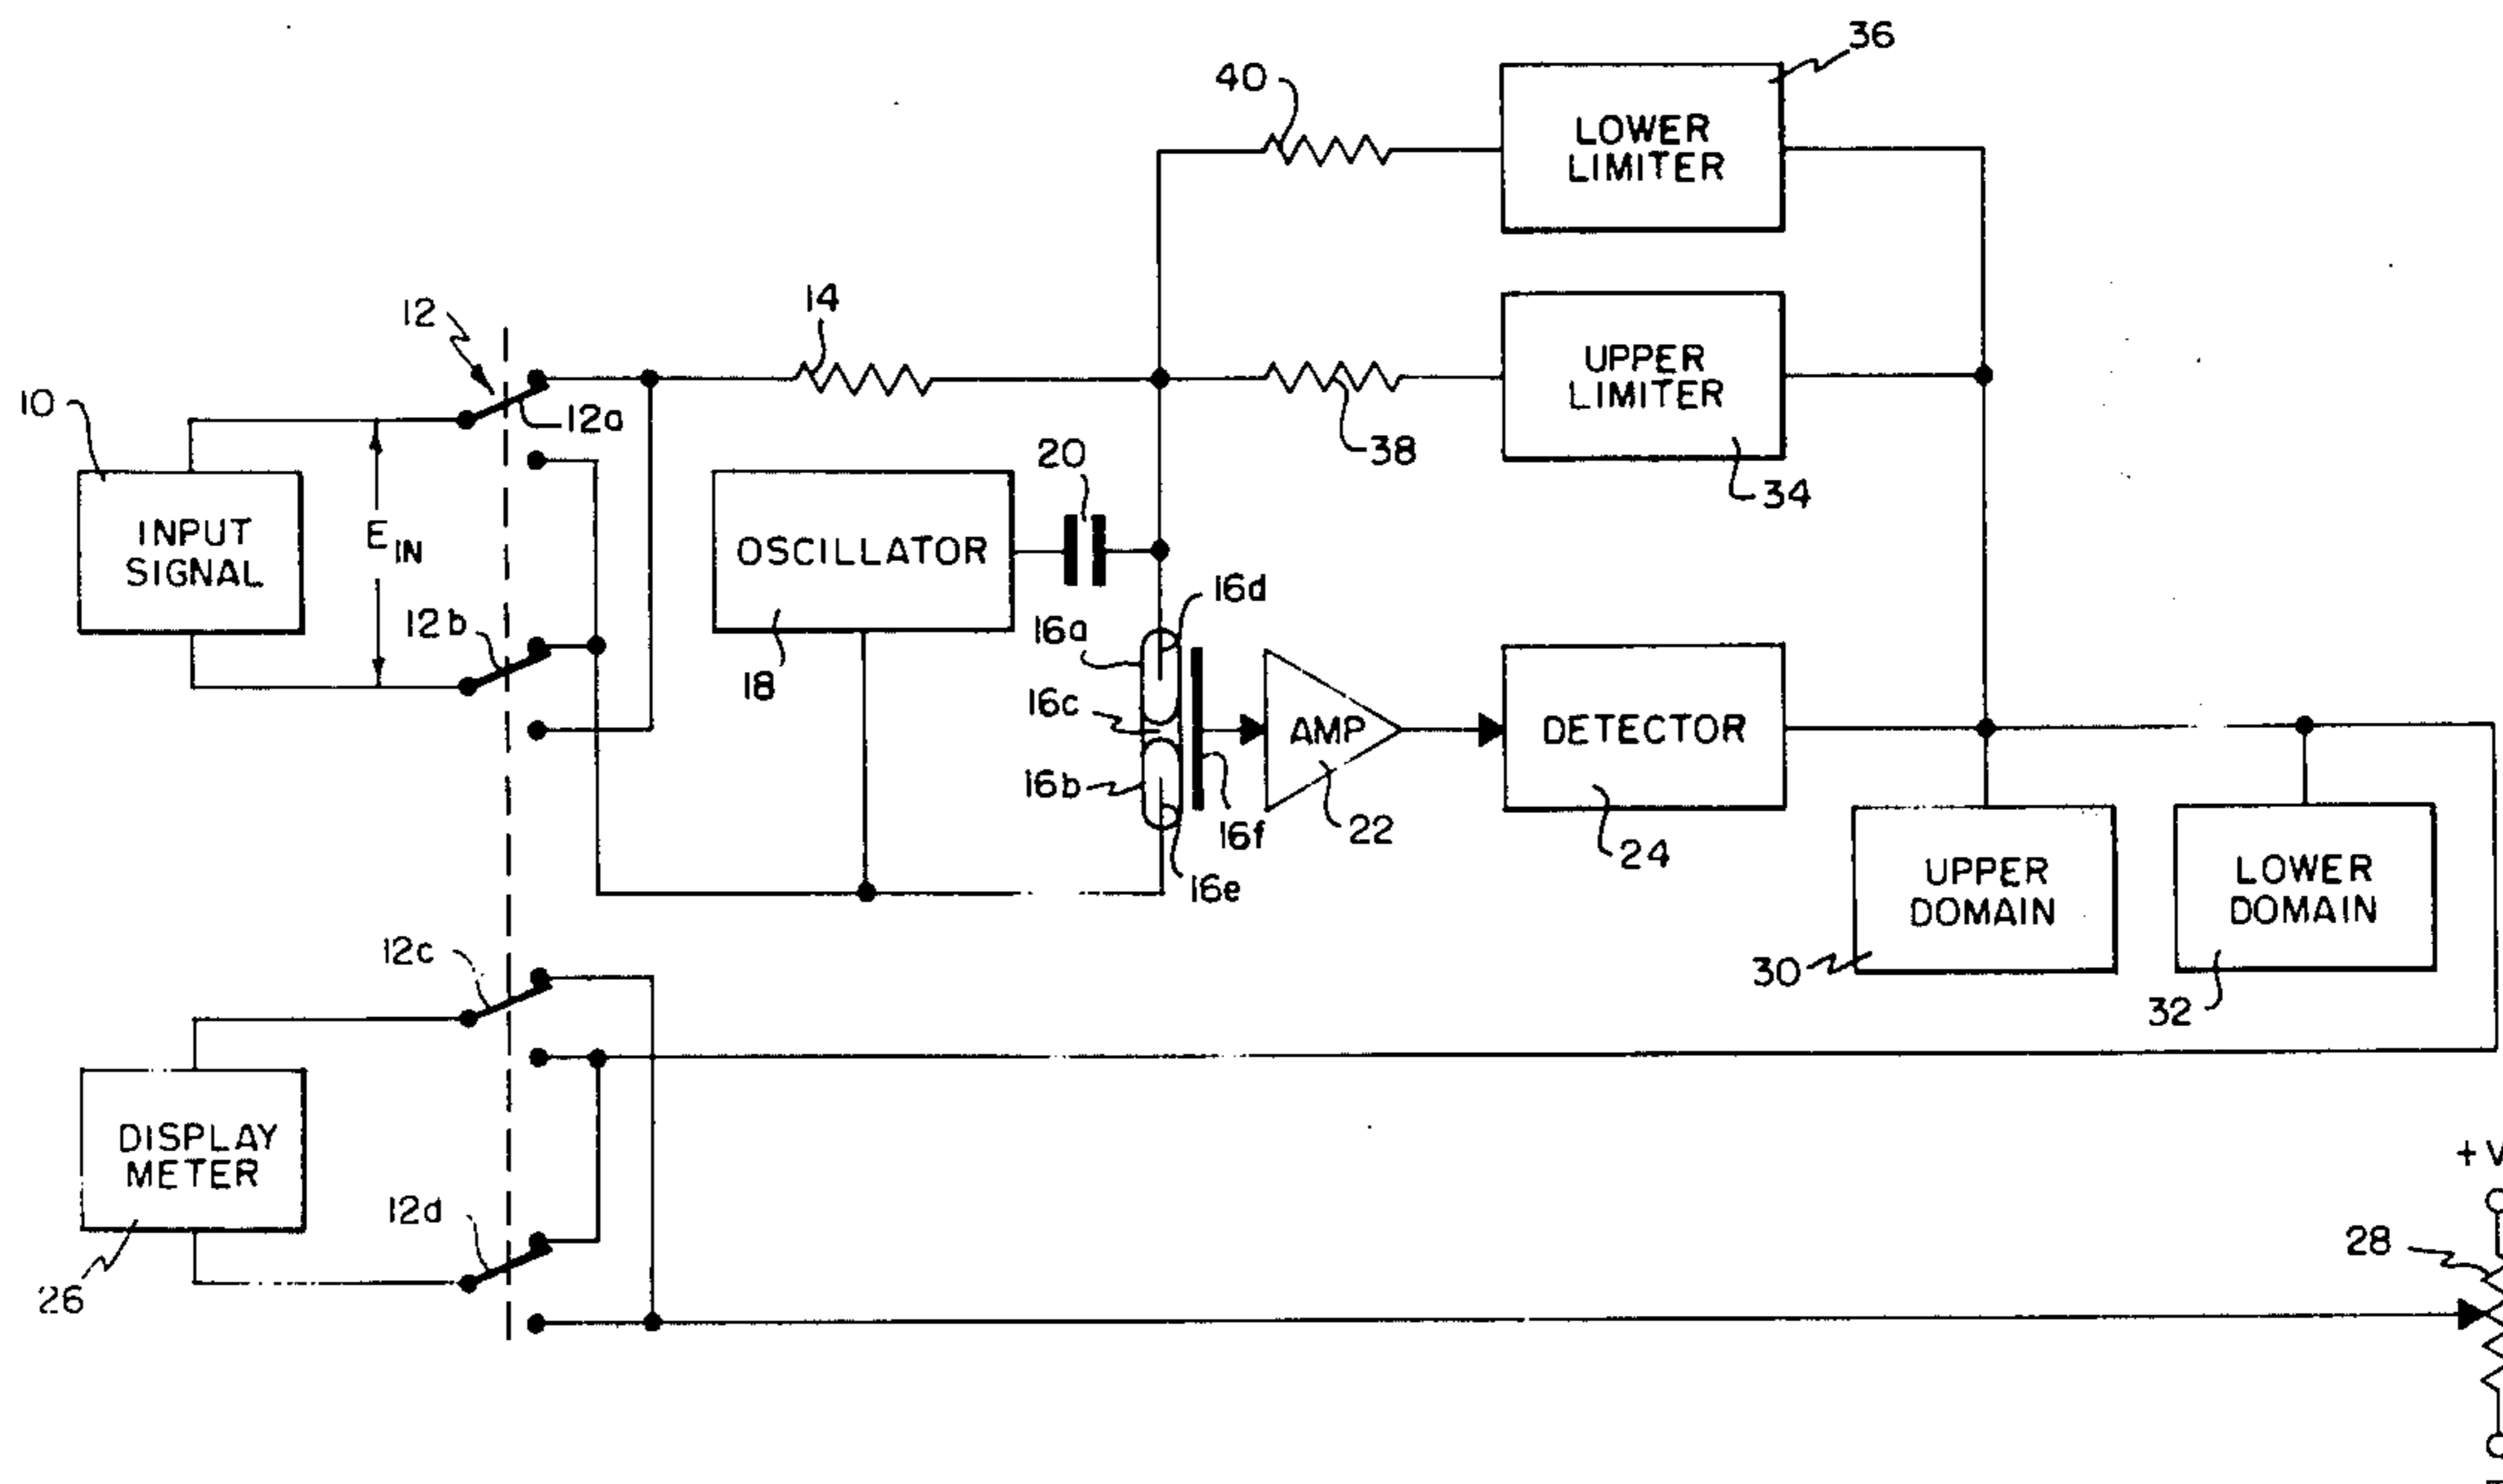 36
40
LOWER
LIMITER
12
14
10
12a
UPPER
LIMITER
38
34
20
INPUT
SIGNAL
E IN
OSCILLATOR
16d
16a
12b
18
16c
AMP
DETECTOR
16b
16f
22
24
16e
UPPER
DOMAIN
LOWER
DOMAIN
30
32
12c
DISPLAY
METER
+V
12d
28
26